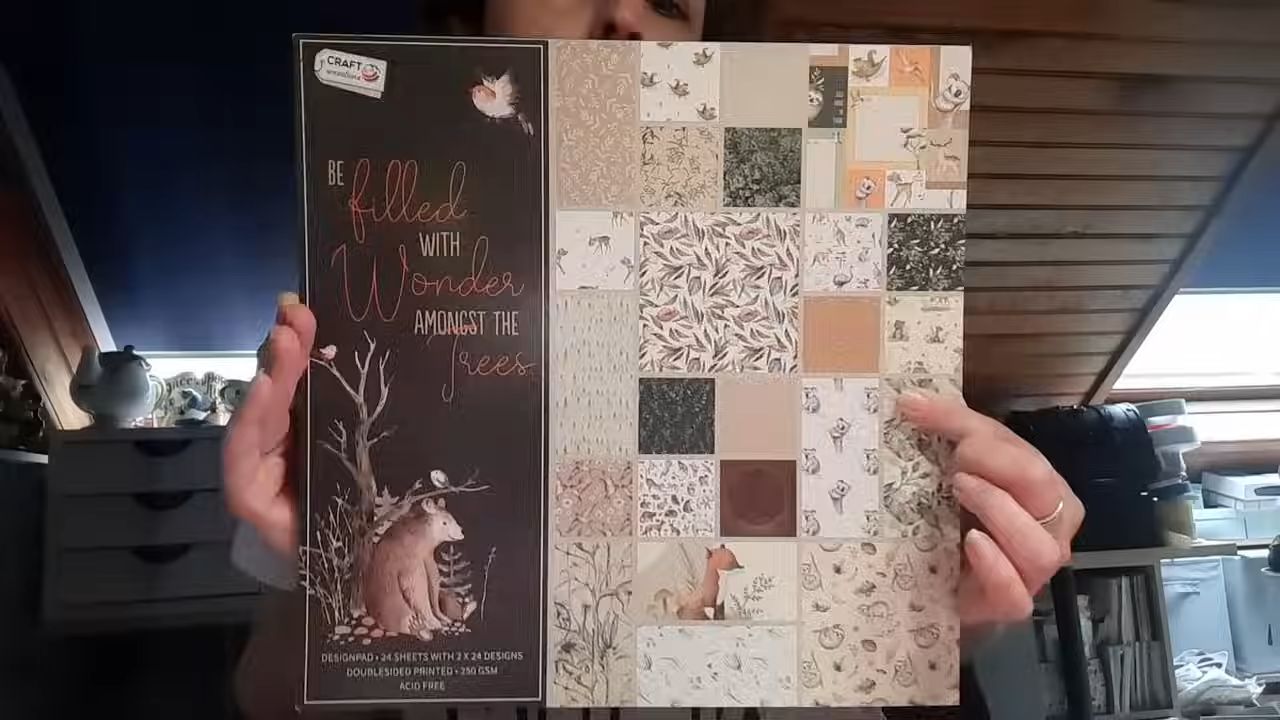 CRAFT
sensations
BE
filled
WITH
Wonder
AMONGST THE
Trees
DESIGNPAD • 24 SHEETS WITH 2 X 24 DESIGNS
DOUBLESIDED PRINTED • 250 GSM
ACID FREE